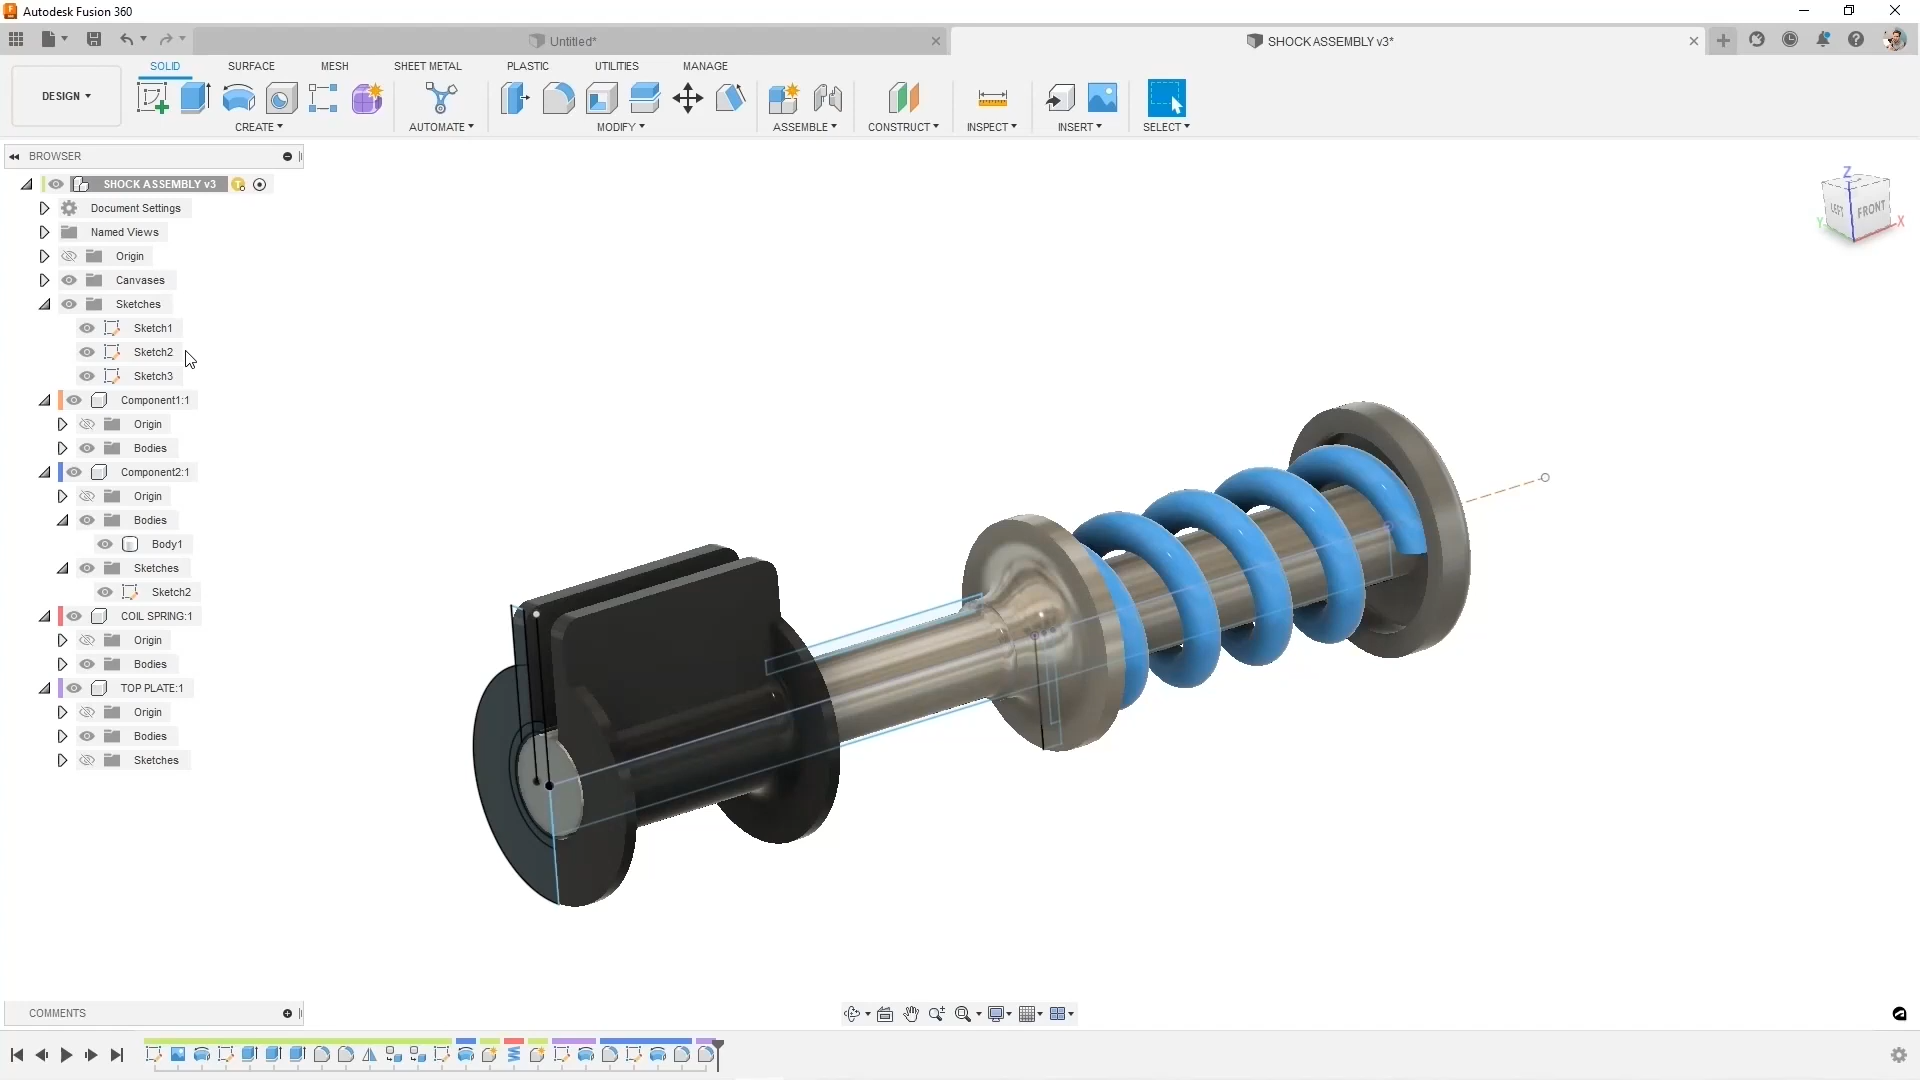 Autodesk Fusion 360
Untitled*
SHOCK ASSEMBLY v3*
DESIGN
SOLID SURFACE MESH SHEET METAL PLASTIC UTILITIES MANAGE
CREATE AUTOMATE MODIFY ASSEMBLE CONSTRUCT INSPECT INSERT SELECT
BROWSER
SHOCK ASSEMBLY v3
Document Settings
Named Views
Origin
Canvases
Sketches
Sketch1
Sketch2
Sketch3
Component1:1
Origin
Bodies
Component2:1
Origin
Bodies
Body1
Sketches
Sketch2
COIL SPRING:1
Origin
Bodies
TOP PLATE:1
Origin
Bodies
Sketches
Z
LEFT FRONT
Y X
COMMENTS